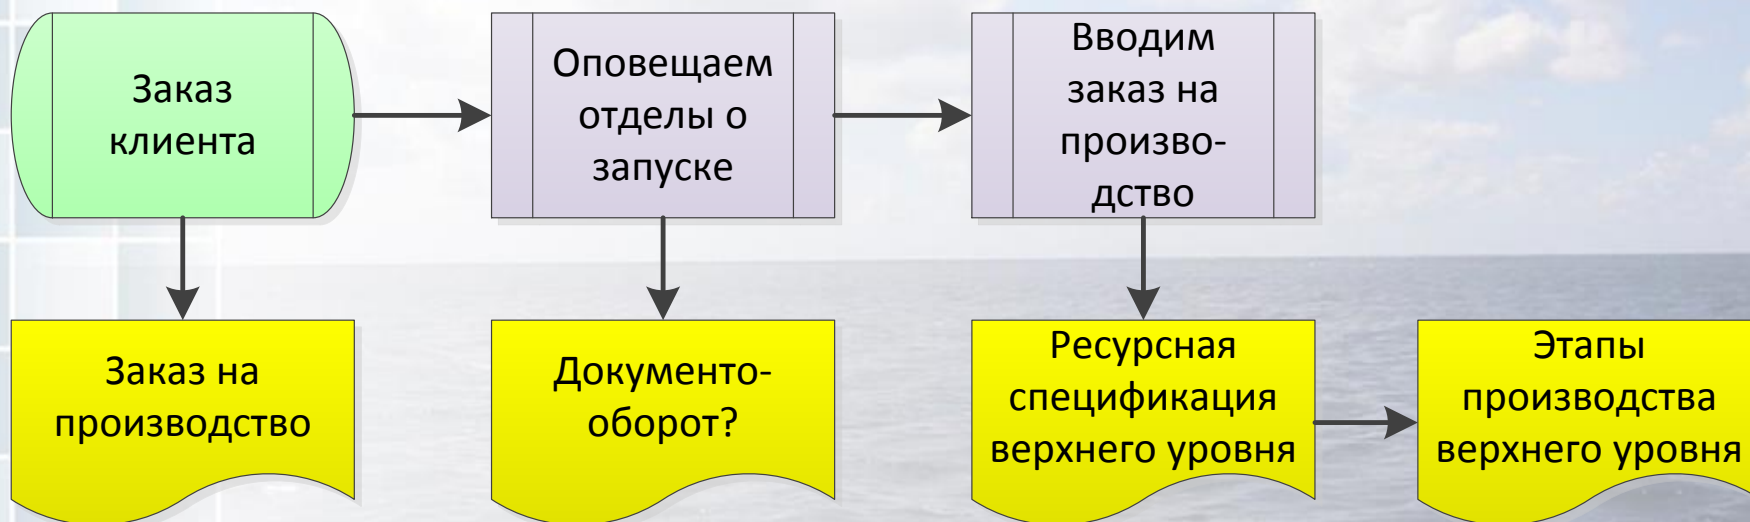 Заказ
клиента
Оповещаем
отделы о
запуске
Вводим
заказ на
произво-
дство
Заказ на
производство
Документо-
оборот?
Ресурсная
спецификация
верхнего уровня
Этапы
производства
верхнего уровня